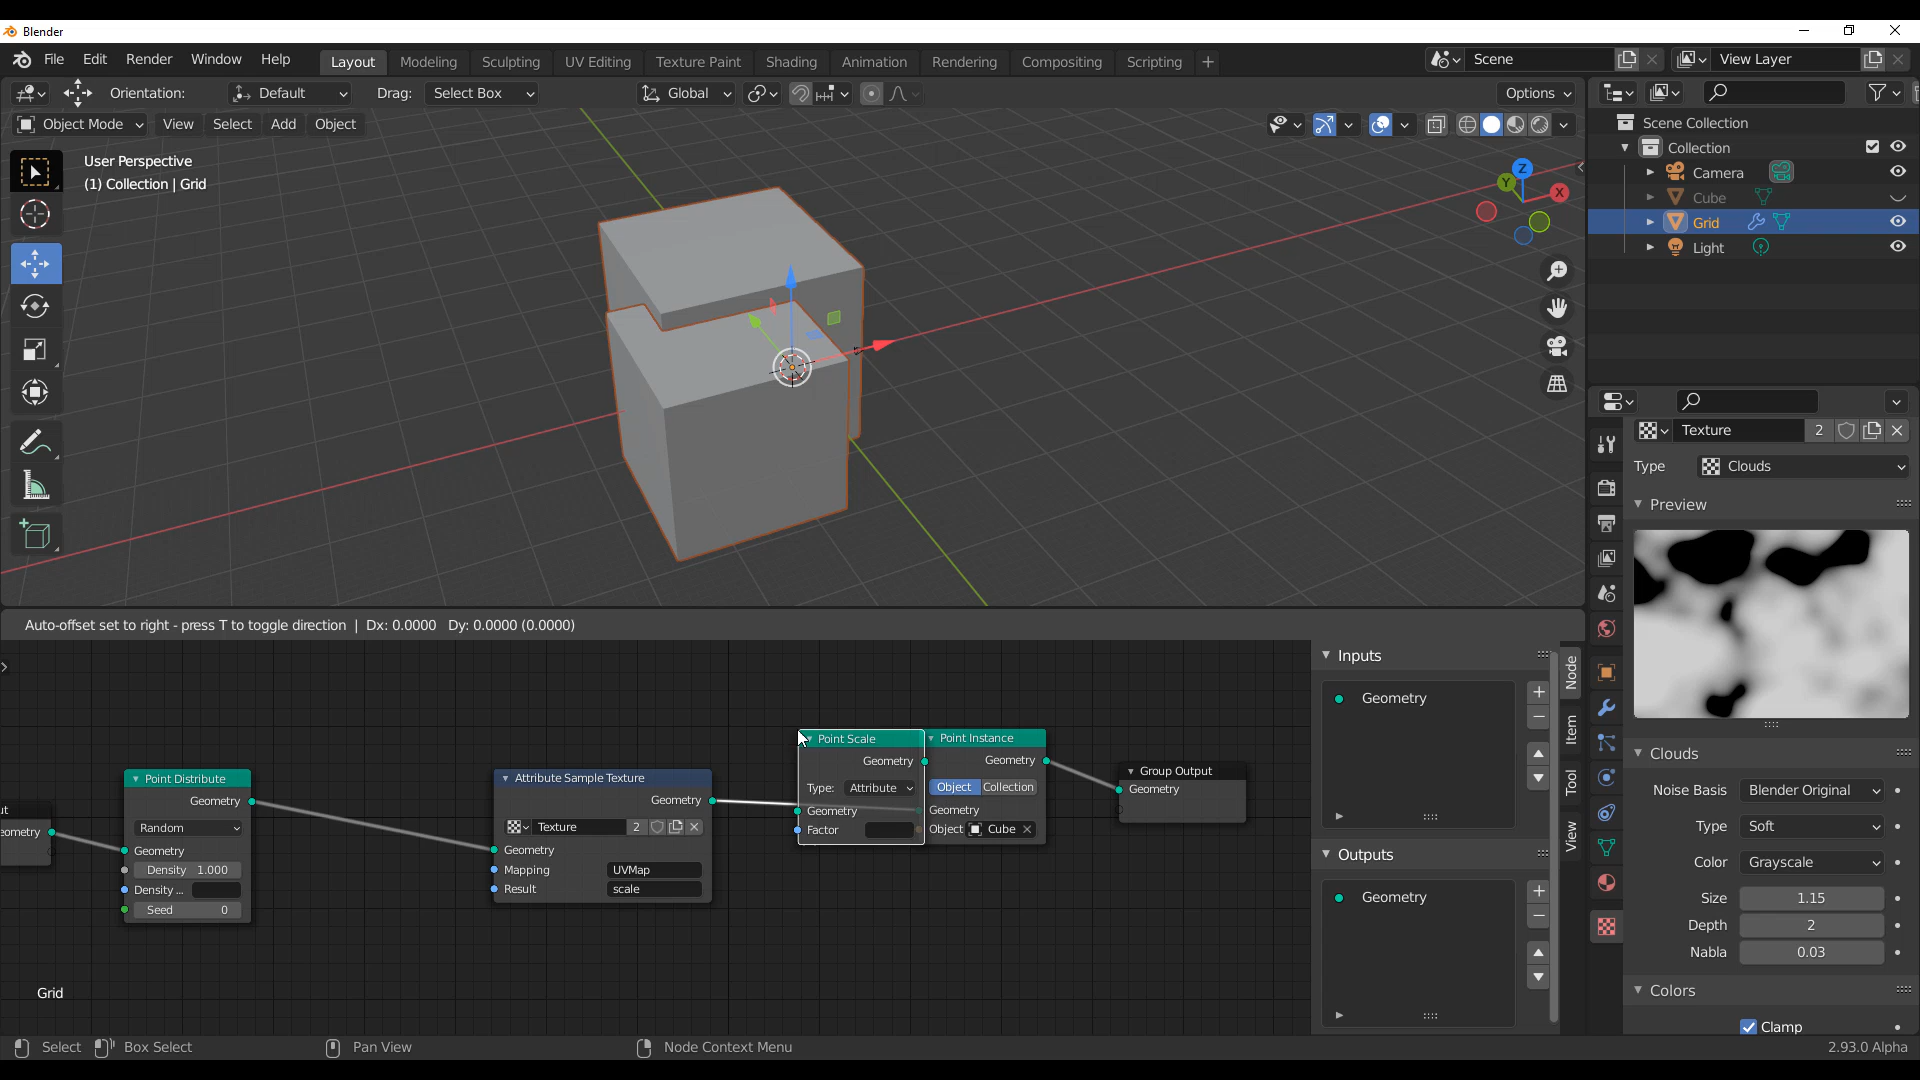 Blender
File Edit Render Window Help Layout Modeling Sculpting UV Editing Texture Paint Shading Animation Rendering Compositing Scripting + Scene View Layer
Orientation: Default Drag: Select Box Global Options
Object Mode View Select Add Object
User Perspective
(1) Collection | Grid
Z
Y
X
Scene Collection
Collection
Camera
Cube
Grid
Light
Texture 2
Type Clouds
Preview
Clouds
Noise Basis Blender Original
Type Soft
Color Grayscale
Size 1.15
Depth 2
Nabla 0.03
Colors
Clamp
Auto-offset set to right - press T to toggle direction | Dx: 0.0000 Dy: 0.0000 (0.0000)
ut
eometry
Point Distribute
Geometry
Random
Geometry
Density 1.000
Density ...
Seed 0
Attribute Sample Texture
Geometry
Texture 2
Geometry
Mapping UVMap
Result scale
Point Scale
Geometry
Type: Attribute
Geometry
Factor
Point Instance
Geometry
Object Collection
Geometry
Object Cube
Group Output
Geometry
Inputs
Geometry
Outputs
Geometry
Node
Item
Tool
View
Grid
Select Box Select Pan View Node Context Menu 2.93.0 Alpha